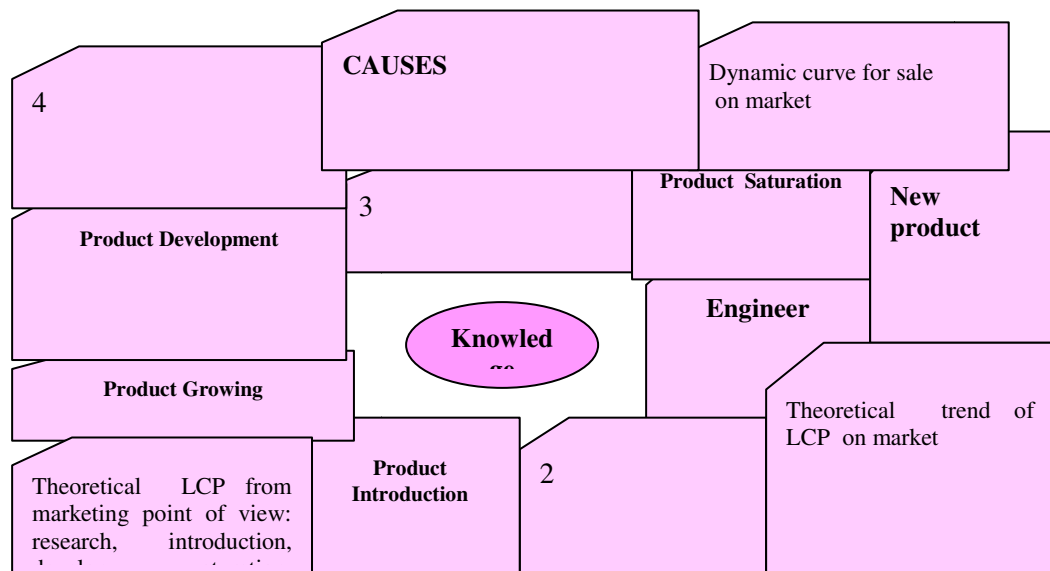 CAUSES
Dynamic curve for sale
on market
4
Product Saturation
New
product
3
Product Development
Engineer
Knowled
Product Growing
Theoretical trend of
LCP on market
Product
Introduction
2
Theoretical LCP from
marketing point of view:
research, introduction,